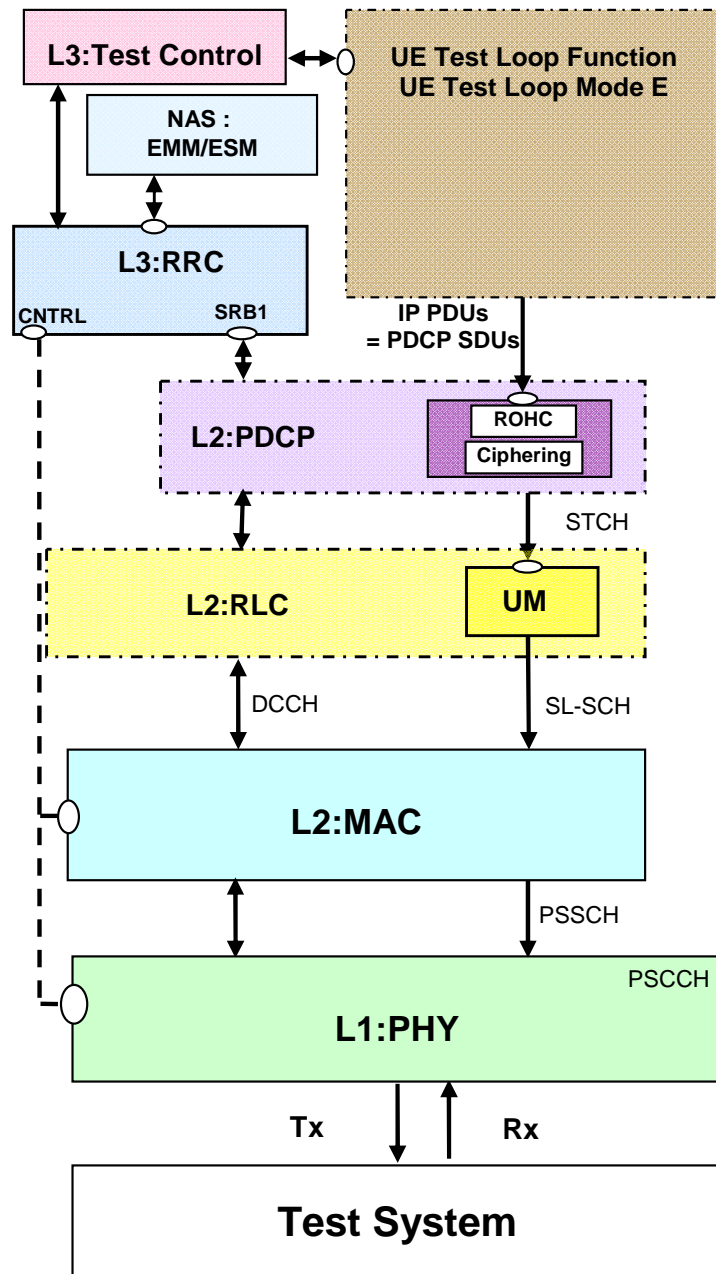 L3:Test Control
UE Test Loop Function
UE Test Loop Mode E
NAS :
EMM/ESM
L3:RRC
CNTRL
SRB1
IP PDUs
= PDCP SDUs
L2:PDCP
ROHC
Ciphering
STCH
L2:RLC
UM
DCCH
SL-SCH
L2:MAC
PSSCH
PSCCH
L1:PHY
Tx
Rx
Test System